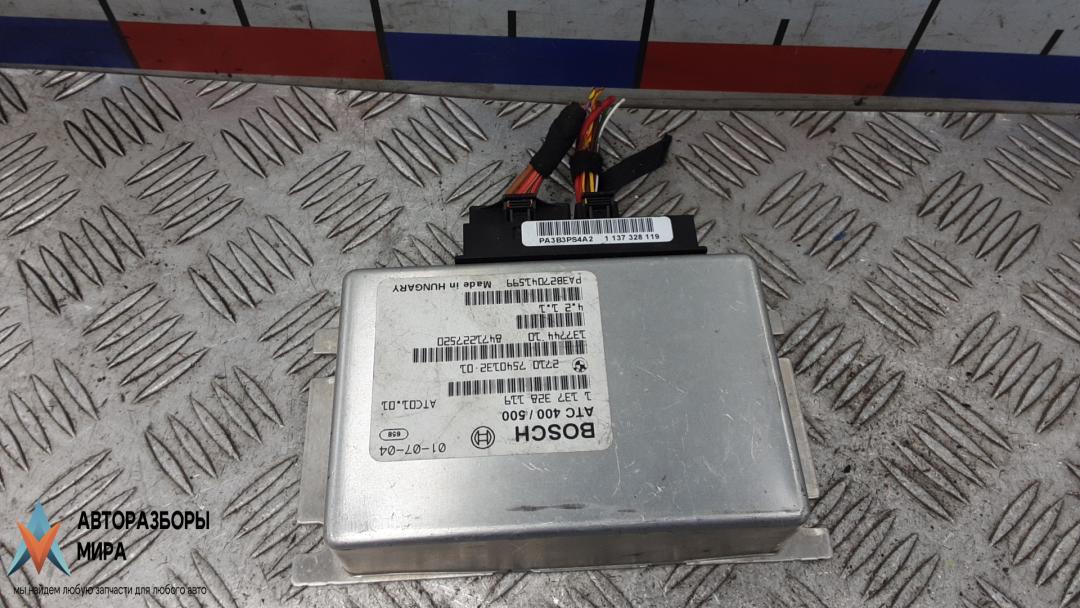 PA3B3PS4A2 1 137 328 119
BOSCH 01-07-04
ATC 400 / 500 658
1 137 328 119 ATC01.01
2710 7540132.01
137744 10 8471227520
4.2 1.1
PA3B27041599 Made in HUNGARY
АВТОРАЗБОРЫ
МИРА
мы найдем любую запчасти для любого авто